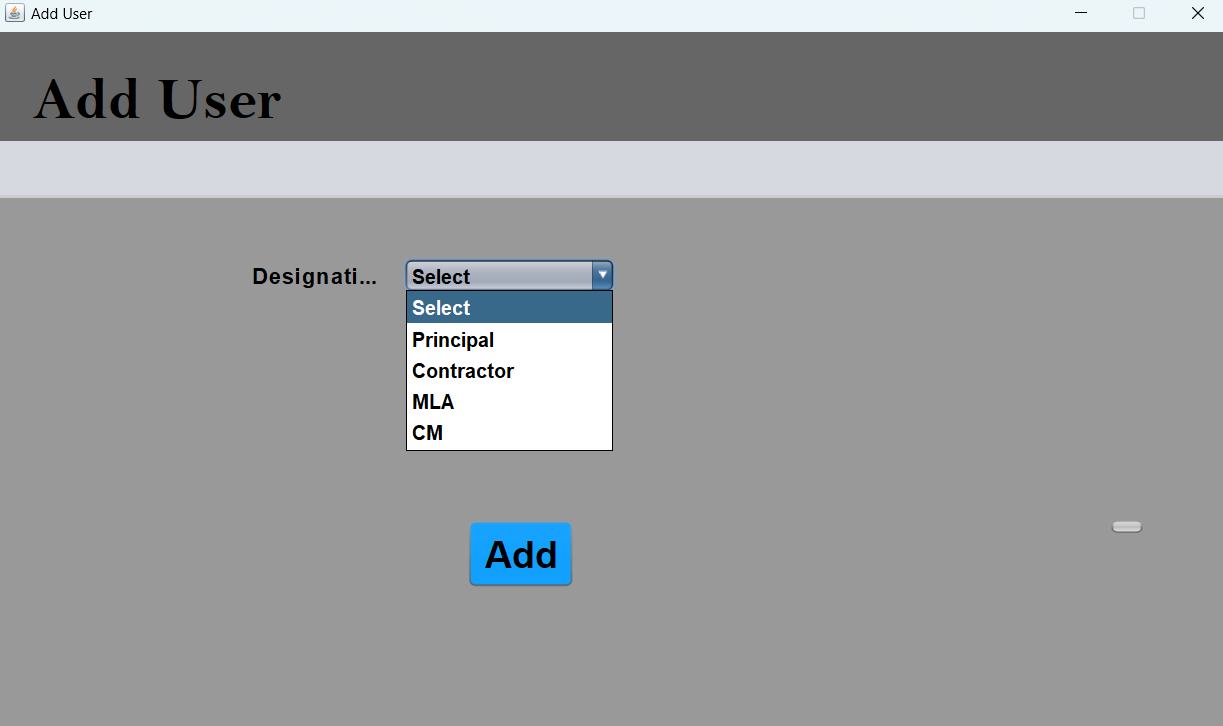 Add User
Add User
Designati...
Select
Select
Principal
Contractor
MLA
CM
Add